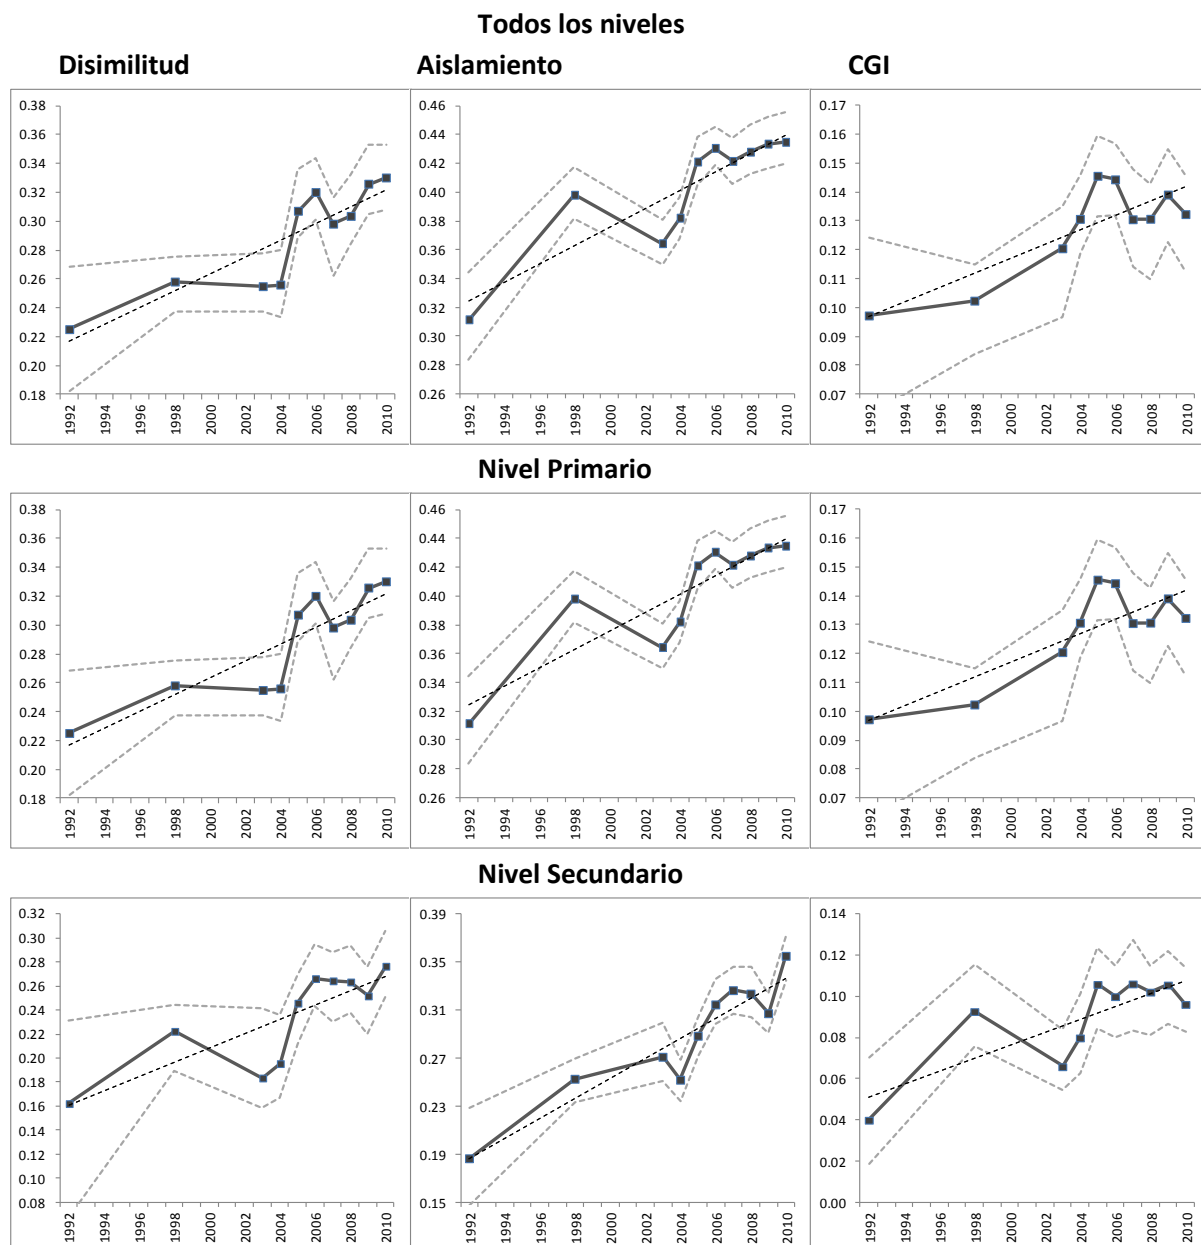 Todos los niveles
Disimilitud Aislamiento CGI
0.38 0.46 0.17
0.36 0.44 0.16
0.34 0.42 0.15
0.32 0.40 0.14
0.30 0.38 0.13
0.28 0.36 0.12
0.26 0.34 0.11
0.24 0.32 0.10
0.22 0.30 0.09
0.20 0.28 0.08
0.18 0.26 0.07
1992 1994 1996 1998 2000 2002 2004 2006 2008 2010 1992 1994 1996 1998 2000 2002 2004 2006 2008 2010 1992 1994 1996 1998 2000 2002 2004 2006 2008 2010
Nivel Primario
0.38 0.46 0.17
0.36 0.44 0.16
0.34 0.42 0.15
0.32 0.40 0.14
0.30 0.38 0.13
0.28 0.36 0.12
0.26 0.34 0.11
0.24 0.32 0.10
0.22 0.30 0.09
0.20 0.28 0.08
0.18 0.26 0.07
1992 1994 1996 1998 2000 2002 2004 2006 2008 2010 1992 1994 1996 1998 2000 2002 2004 2006 2008 2010 1992 1994 1996 1998 2000 2002 2004 2006 2008 2010
Nivel Secundario
0.32 0.39 0.14
0.30 0.35 0.12
0.28 0.31 0.10
0.26 0.27 0.08
0.24 0.23 0.06
0.22 0.19 0.04
0.20 0.15 0.02
0.18 0.00
0.16
0.14
0.12
0.10
0.08
1992 1994 1996 1998 2000 2002 2004 2006 2008 2010 1992 1994 1996 1998 2000 2002 2004 2006 2008 2010 1992 1994 1996 1998 2000 2002 2004 2006 2008 2010